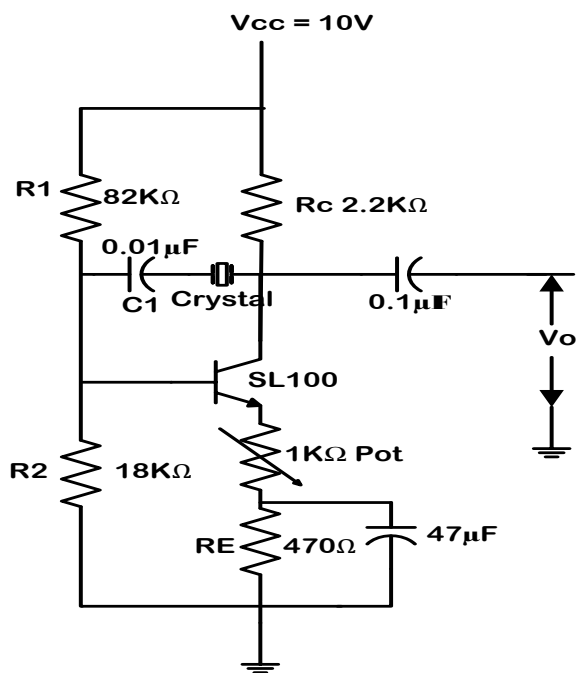 Vcc = 10V
R1
82KΩ
Rc 2.2KΩ
0.01μF
C1
Crystal
0.1μF
Vo
SL100
1KΩ Pot
R2
18KΩ
RE
470Ω
47μF